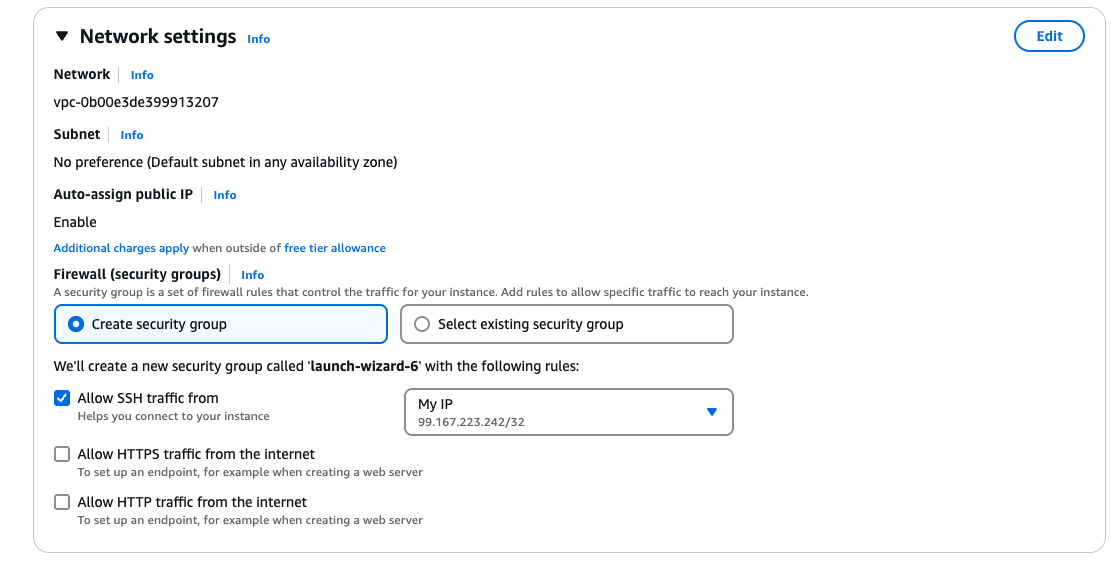 Network settings Info
Edit
Network Info
vpc-0b00e3de399913207
Subnet Info
No preference (Default subnet in any availability zone)
Auto-assign public IP Info
Enable
Additional charges apply when outside of free tier allowance
Firewall (security groups) Info
A security group is a set of firewall rules that control the traffic for your instance. Add rules to allow specific traffic to reach your instance.
Create security group
Select existing security group
We'll create a new security group called 'launch-wizard-6' with the following rules:
Allow SSH traffic from
Helps you connect to your instance
My IP
99.167.223.242/32
Allow HTTPS traffic from the internet
To set up an endpoint, for example when creating a web server
Allow HTTP traffic from the internet
To set up an endpoint, for example when creating a web server